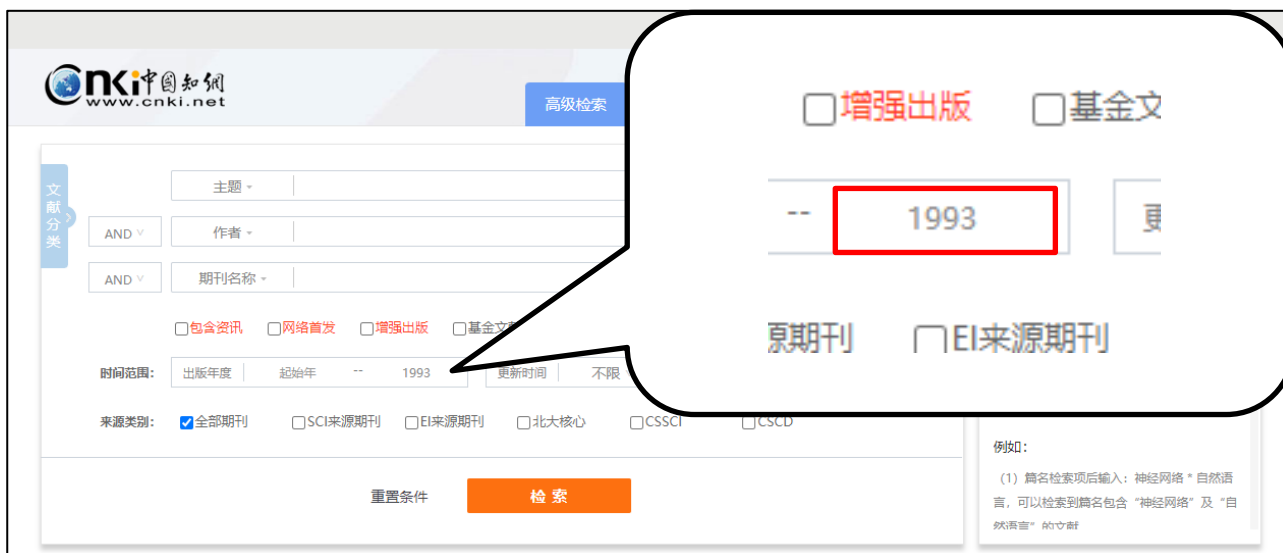 Cnki中国知网
www.cnki.net
高级检索
文献分类
主题
AND 作者
AND 期刊名称
包含资讯 网络首发 增强出版 基金文
时间范围: 出版年度 起始年 -- 1993 更新时间 不限
来源类别: 全部期刊 SCI来源期刊 EI来源期刊 北大核心 CSSCI CSCD
重置条件 检索
增强出版 基金文
-- 1993 更
源期刊 EI来源期刊
例如:
(1) 篇名检索项后输入: 神经网络 * 自然语
言, 可以检索到篇名包含 “神经网络” 及 “自
然语言” 的文献